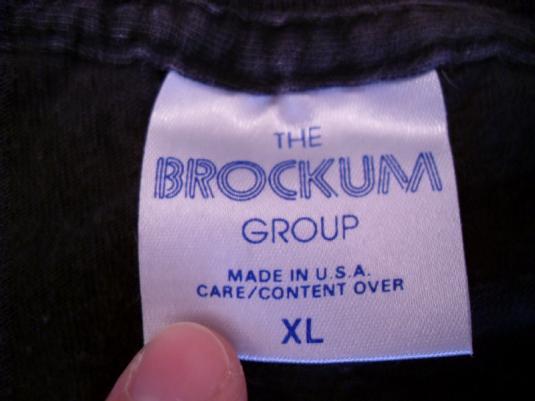 THE
BROCKUM
GROUP
MADE IN U.S.A.
CARE/CONTENT OVER
XL